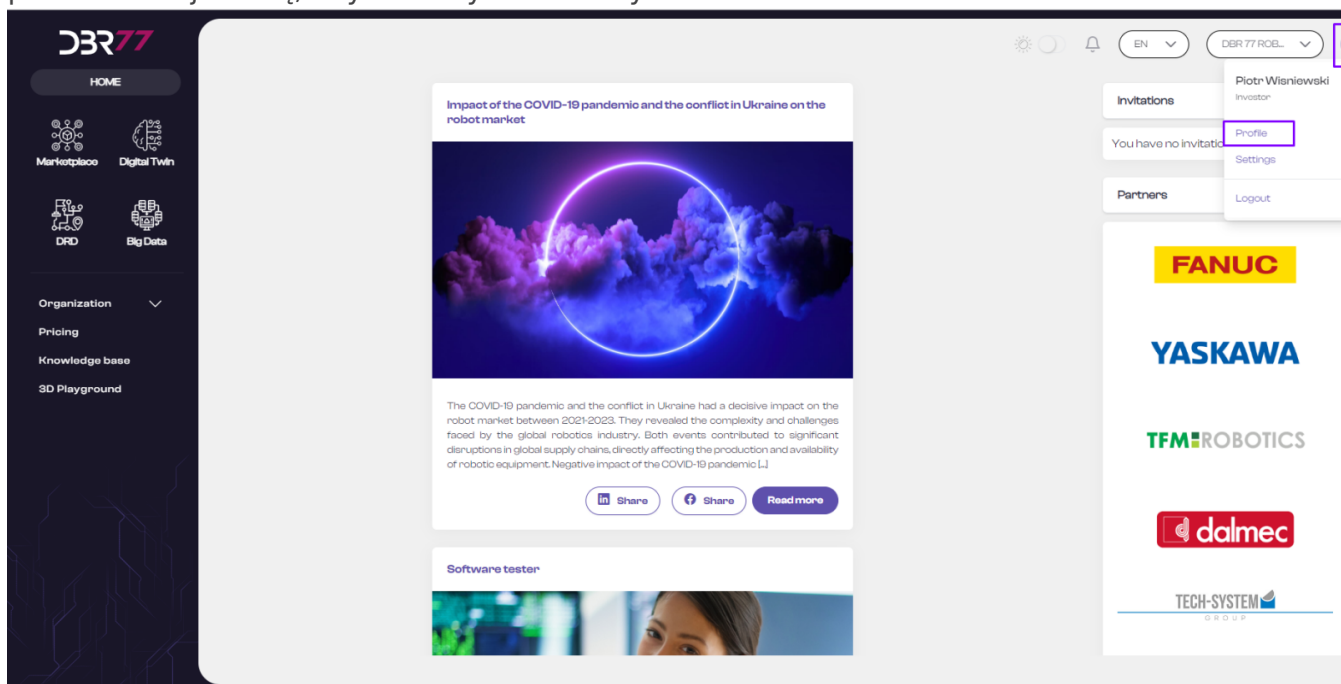 DBR77
HOME
Marketplace
Digital Twin
DRD
Big Data
Organization
Pricing
Knowledge base
3D Playground
EN
DBR 77 ROB...
Piotr Wisniewski
Investor
Profile
Settings
Logout
Impact of the COVID-19 pandemic and the conflict in Ukraine on the
robot market
The COVID-19 pandemic and the conflict in Ukraine had a decisive impact on the
robot market between 2021-2023. They revealed the complexity and challenges
faced by the global robotics industry. Both events contributed to significant
disruptions in global supply chains, directly affecting the production and availability
of robotic equipment. Negative impact of the COVID-19 pandemic [...]
Share
Share
Read more
Software tester
Invitations
You have no
Partners
FANUC
YASKAWA
TFM ROBOTICS
dalmec
TECH-SYSTEM
GROUP